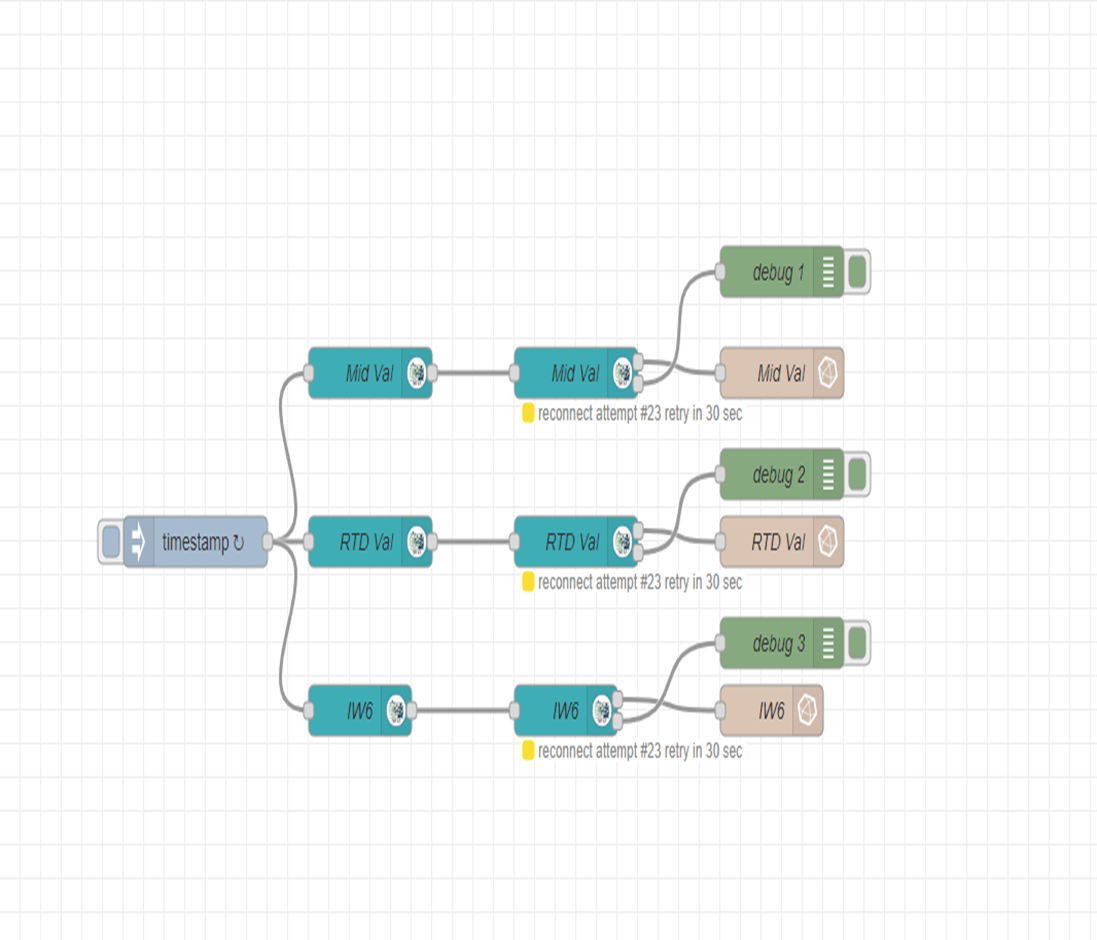 debug 1
Mid Val
Mid Val
Mid Val
reconnect attempt #23 retry in 30 sec
debug 2
timestamp ↻
RTD Val
RTD Val
RTD Val
reconnect attempt #23 retry in 30 sec
debug 3
IW6
IW6
IW6
reconnect attempt #23 retry in 30 sec